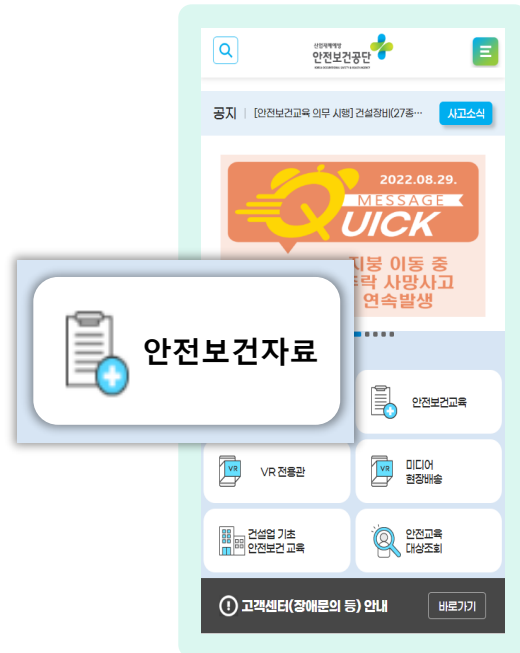 산업재해예방
안전보건공단
공지 | [안전보건교육 의무 시행] 건설장비(27종…
사고소식
2022.08.29.
MESSAGE
QUICK
지붕 이동 중
추락 사망사고
연속발생
안전보건자료
안전보건교육
VR
VR 전용관
VR
미디어
현장배송
건설업 기초
안전보건 교육
안전교육
대상조회
고객센터(장애문의 등) 안내
바로가기